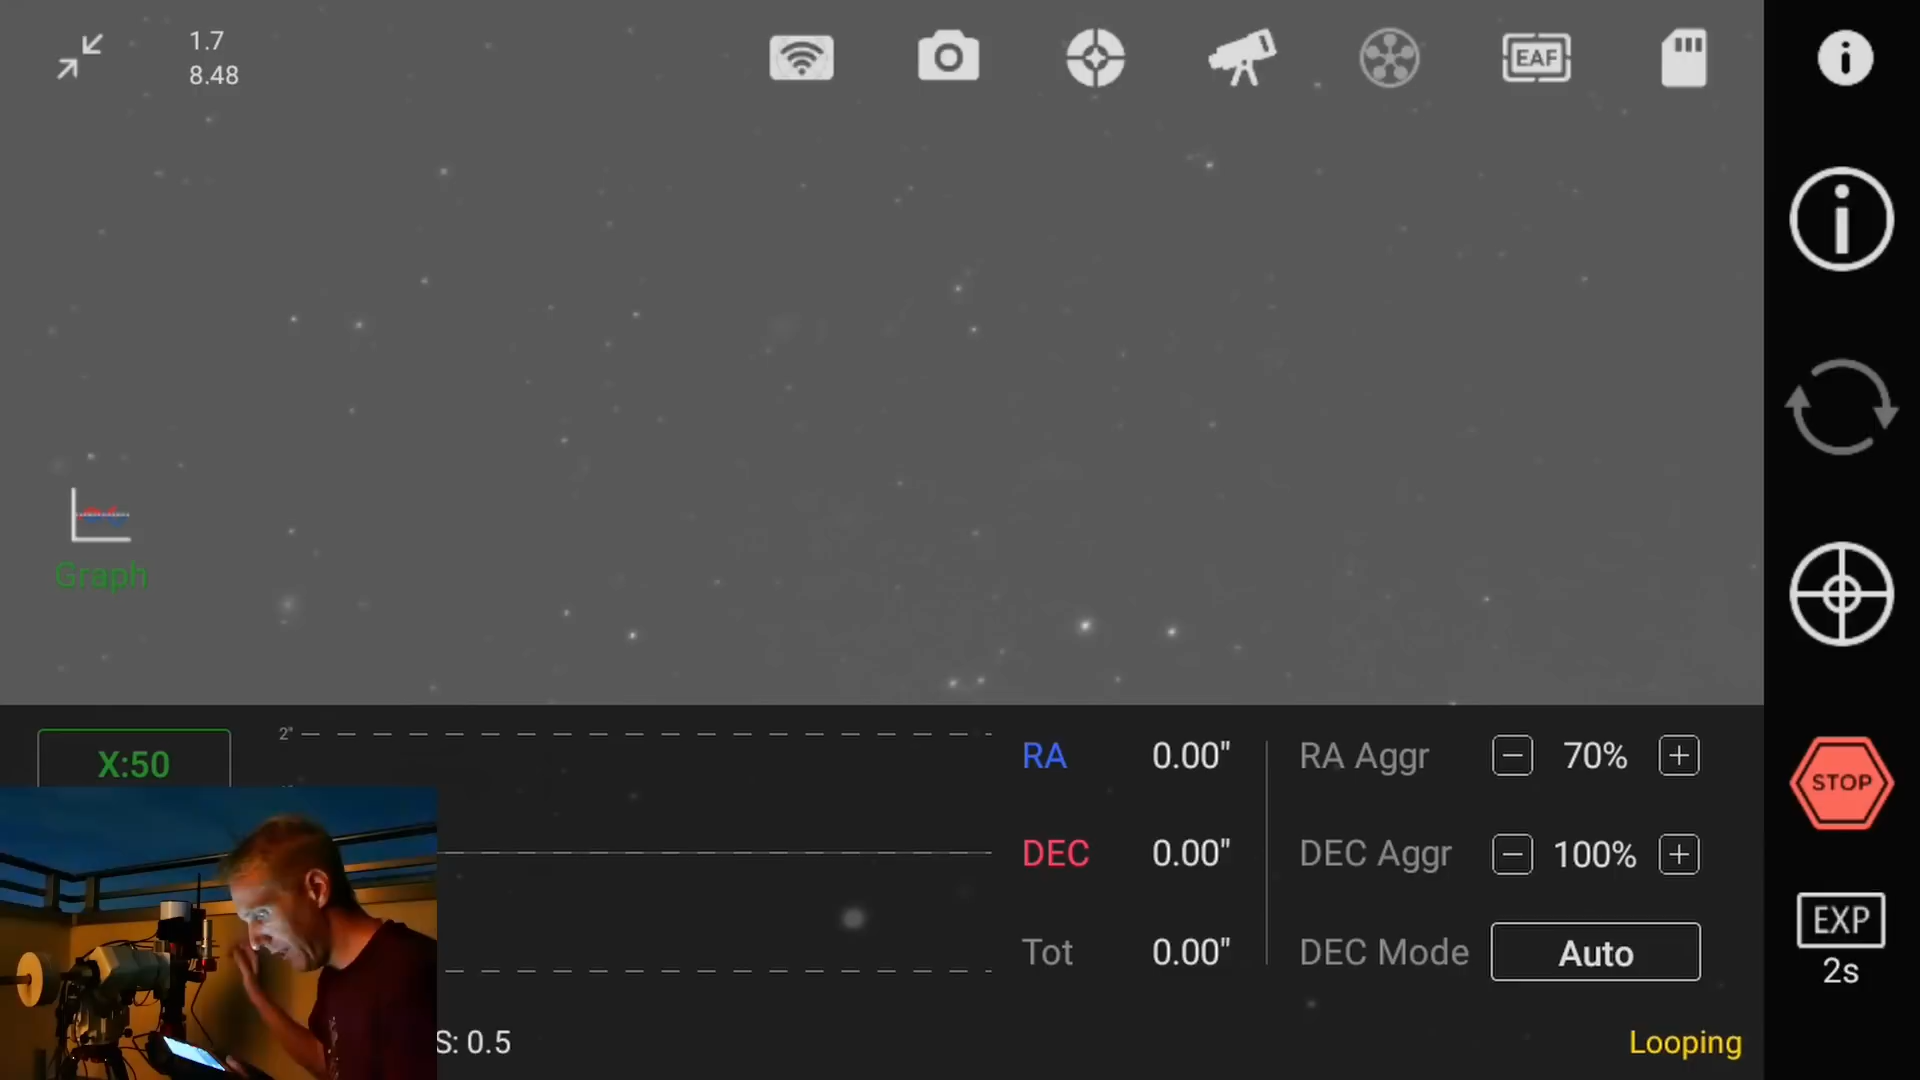 1.7
8.48
EAF
Graph
X:50
2"
RA 0.00"
DEC 0.00"
Tot 0.00"
RA Aggr 70%
DEC Aggr 100%
DEC Mode Auto
S: 0.5
Looping
STOP
EXP
2s